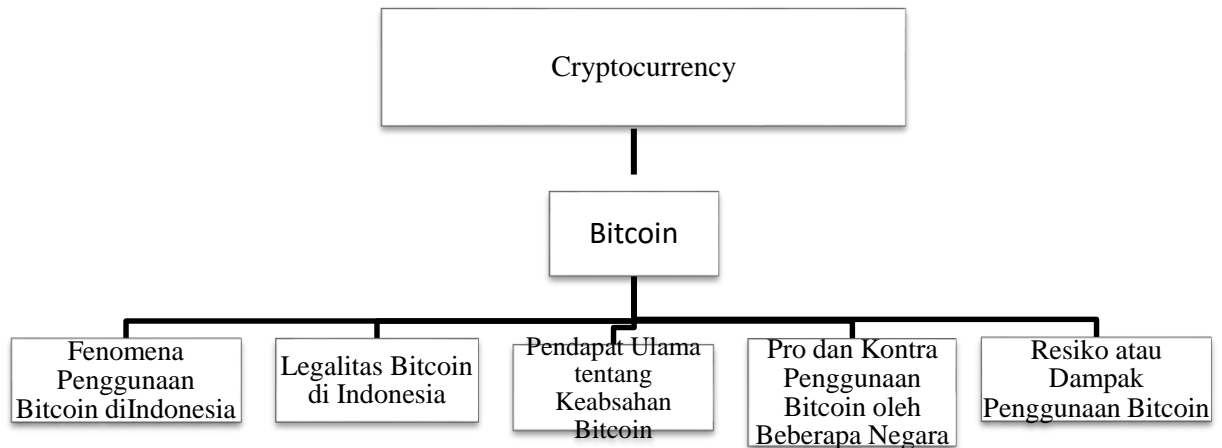 Cryptocurrency
Bitcoin
Fenomena
Penggunaan
Bitcoin diIndonesia
Legalitas Bitcoin
di Indonesia
Pendapat Ulama
tentang
Keabsahan
Bitcoin
Pro dan Kontra
Penggunaan
Bitcoin oleh
Beberapa Negara
Resiko atau
Dampak
Penggunaan Bitcoin